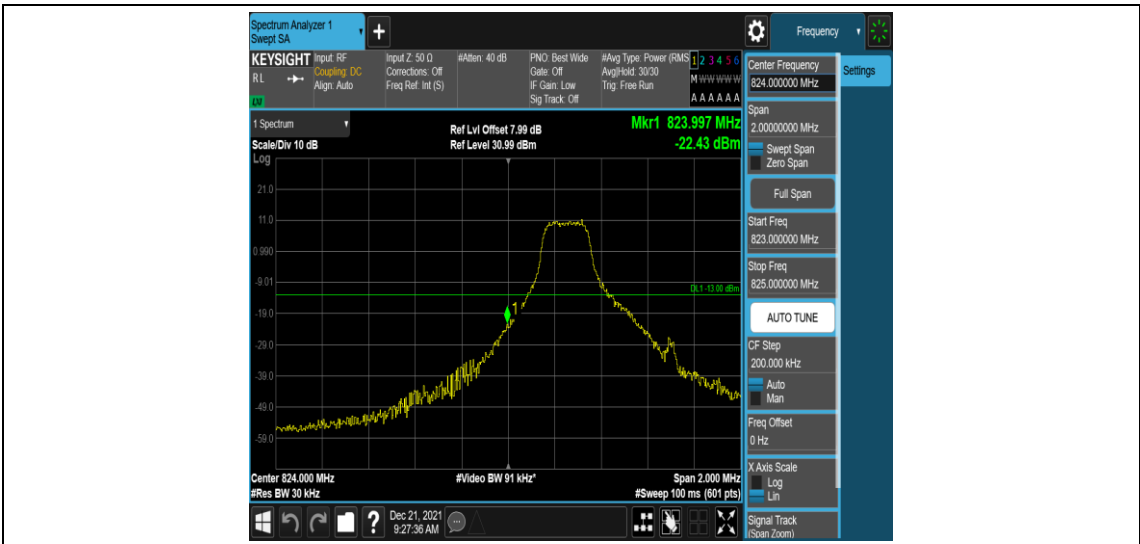 Spectrum Analyzer 1
Swept SA
+
Frequency
KEYSIGHT
Input: RF
Input Z: 50 Ω
#Atten: 40 dB
PNO: Best Wide
#Avg Type: Power (RMS
1 2 3 4 5 6
RL
Coupling: DC
Corrections: Off
Gate: Off
Avg|Hold: 30/30
M W W W W W
Align: Auto
Freq Ref: Int (S)
IF Gain: Low
Trig: Free Run
Sig Track: Off
A A A A A A
LXI
Center Frequency
824.000000 MHz
Settings
1 Spectrum
Ref Lvl Offset 7.99 dB
Mkr1 823.997 MHz
Scale/Div 10 dB
Ref Level 30.99 dBm
-22.43 dBm
Log
21.0
11.0
0.990
-9.01
-19.0
-29.0
-39.0
-49.0
-59.0
DL1 -13.00 dBm
1
Span
2.00000000 MHz
Swept Span
Zero Span
Full Span
Start Freq
823.000000 MHz
Stop Freq
825.000000 MHz
AUTO TUNE
CF Step
200.000 kHz
Auto
Man
Freq Offset
0 Hz
X Axis Scale
Log
Lin
Signal Track
(Span Zoom)
Center 824.000 MHz
#Video BW 91 kHz*
Span 2.000 MHz
#Res BW 30 kHz
#Sweep 100 ms (601 pts)
?
Dec 21, 2021
9:27:36 AM